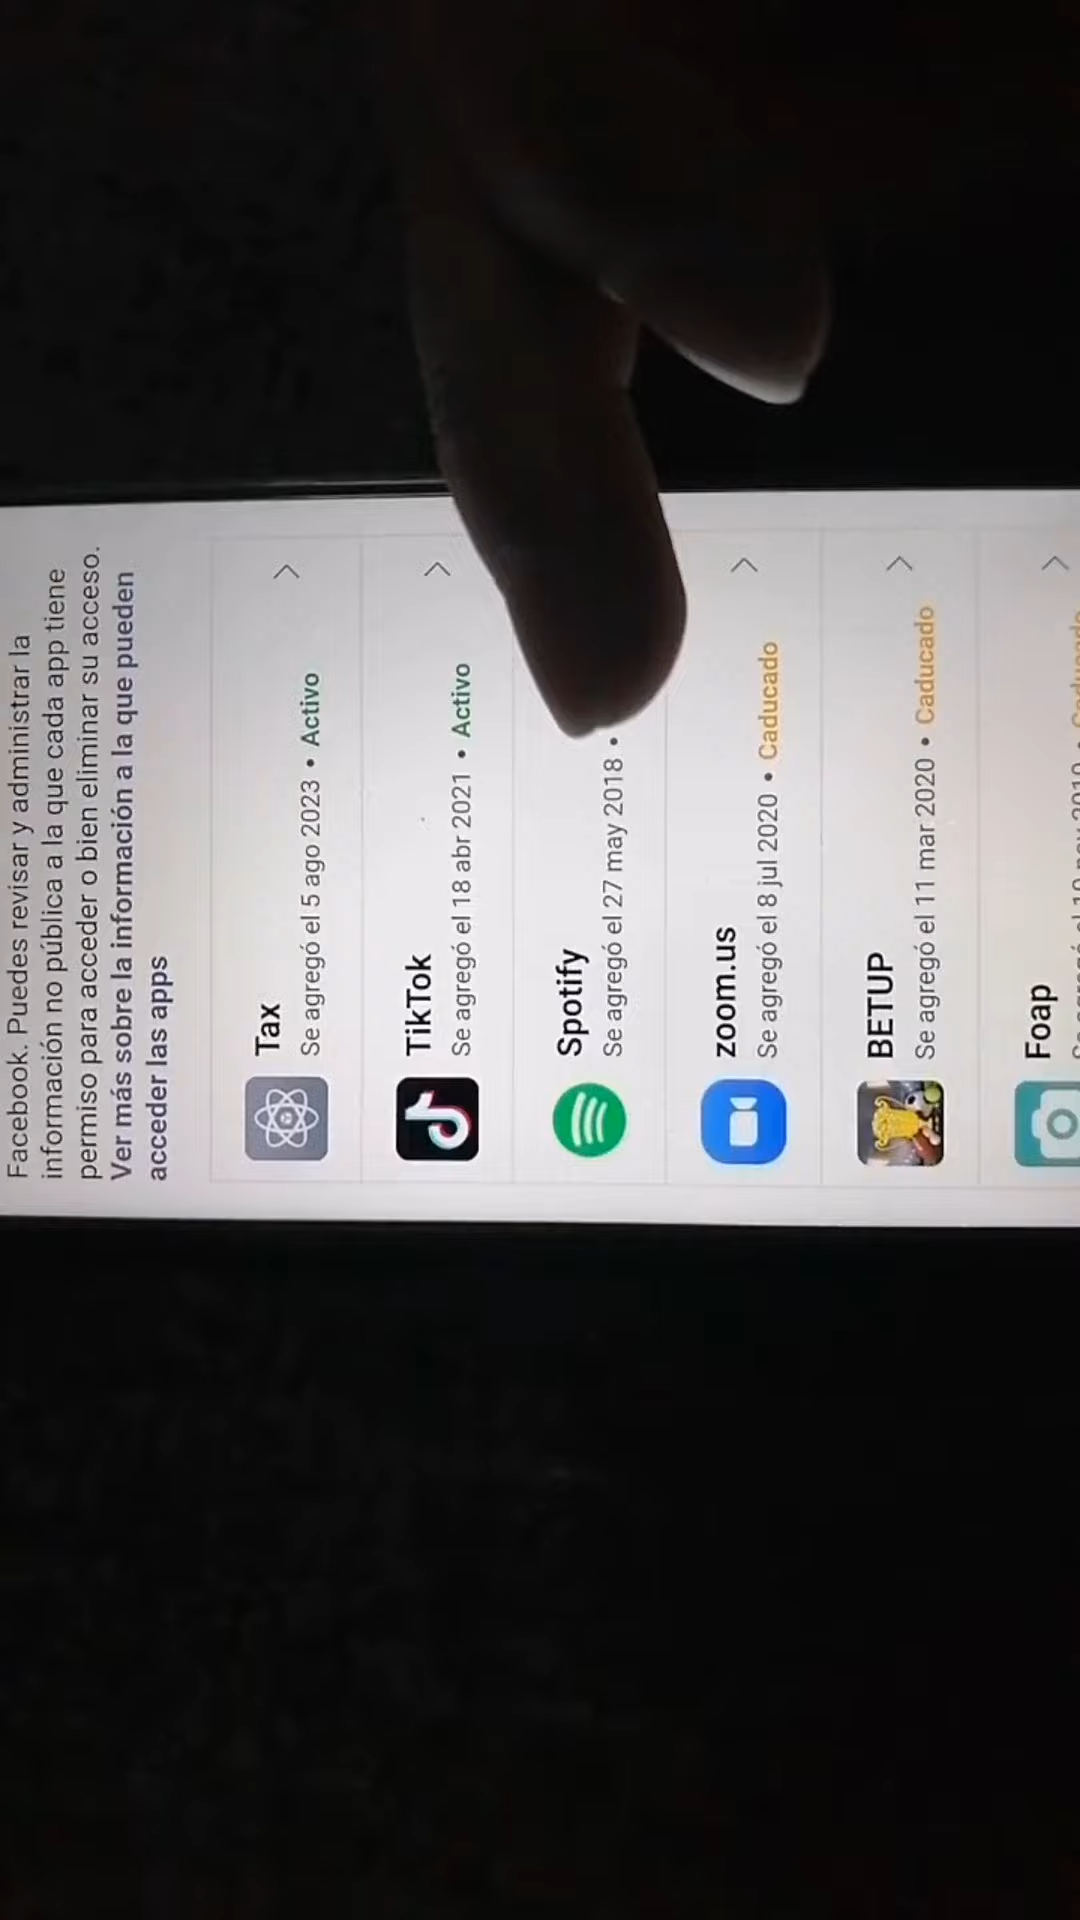 Facebook. Puedes revisar y administrar la
información no pública a la que cada app tiene
permiso para acceder o bien eliminar su acceso.
Ver más sobre la información a la que pueden
acceder las apps
Tax
Se agregó el 5 ago 2023 • Activo
TikTok
Se agregó el 18 abr 2021 • Activo
Spotify
Se agregó el 27 may 2018 •
zoom.us
Se agregó el 8 jul 2020 • Caducado
BETUP
Se agregó el 11 mar 2020 • Caducado
Foap